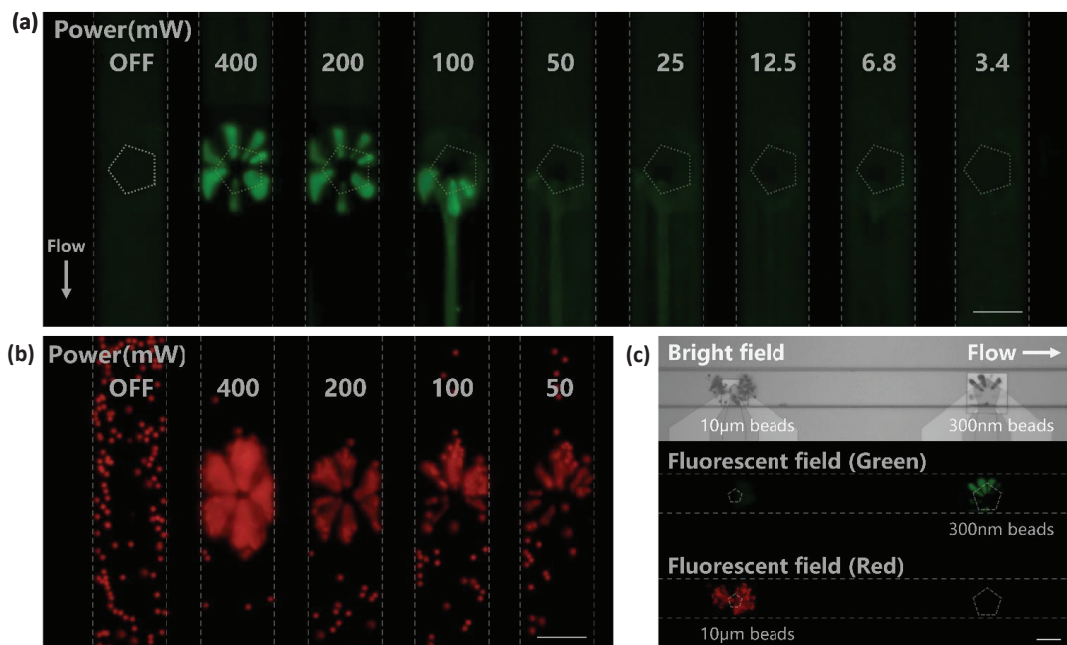 (a)
Power(mW)
OFF 400 200 100 50 25 12.5 6.8 3.4
Flow
(b)
Power(mW)
OFF 400 200 100 50
(c)
Bright field Flow
10μm beads 300nm beads
Fluorescent field (Green)
300nm beads
Fluorescent field (Red)
10μm beads